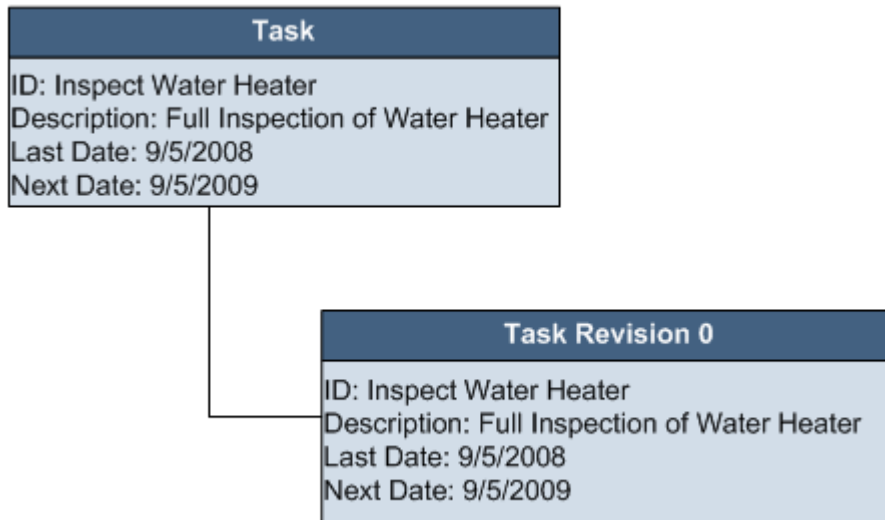 Task
ID: Inspect Water Heater
Description: Full Inspection of Water Heater
Last Date: 9/5/2008
Next Date: 9/5/2009
Task Revision 0
ID: Inspect Water Heater
Description: Full Inspection of Water Heater
Last Date: 9/5/2008
Next Date: 9/5/2009